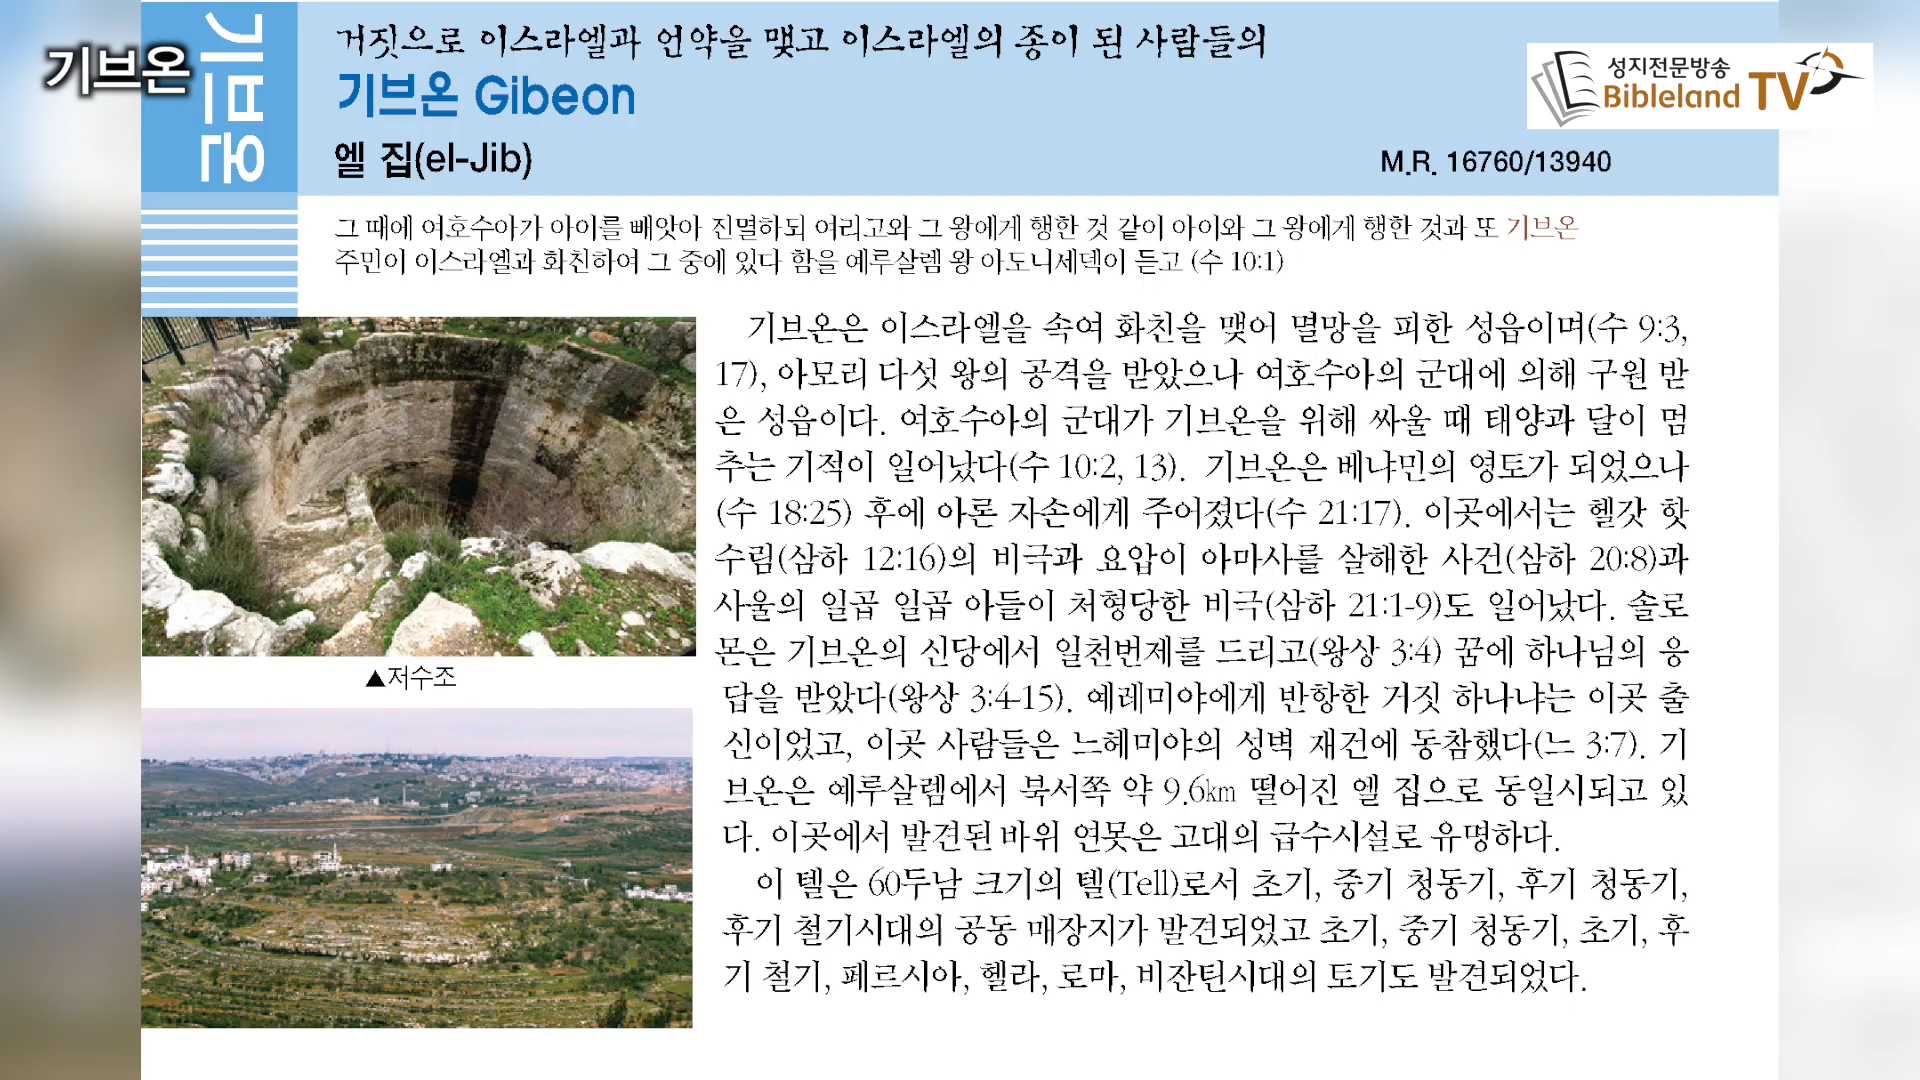 기브온
기브온
거짓으로 이스라엘과 언약을 맺고 이스라엘의 종이 된 사람들의
기브온 Gibeon
엘 집(el-Jib)
M.R. 16760/13940
성지전문방송
Bibleland TV
그 때에 여호수아가 아이를 빼앗아 진멸하되 여리고와 그 왕에게 행한 것 같이 아이와 그 왕에게 행한 것과 또 기브온
주민이 이스라엘과 화친하여 그 중에 있다 함을 예루살렘 왕 아도니세덱이 듣고 (수 10:1)
기브온은 이스라엘을 속여 화친을 맺어 멸망을 피한 성읍이며(수 9:3,
17), 아모리 다섯 왕의 공격을 받았으나 여호수아의 군대에 의해 구원 받
은 성읍이다. 여호수아의 군대가 기브온을 위해 싸울 때 태양과 달이 멈
추는 기적이 일어났다(수 10:2, 13). 기브온은 베냐민의 영토가 되었으나
(수 18:25) 후에 아론 자손에게 주어졌다(수 21:17). 이곳에서는 헬갓 핫
수림(삼하 12:16)의 비극과 요압이 아마사를 살해한 사건(삼하 20:8)과
사울의 일곱 일곱 아들이 처형당한 비극(삼하 21:1-9)도 일어났다. 솔로
몬은 기브온의 신당에서 일천번제를 드리고(왕상 3:4) 꿈에 하나님의 응
답을 받았다(왕상 3:4-15). 예레미야에게 반항한 거짓 하나냐는 이곳 출
신이었고, 이곳 사람들은 느헤미야의 성벽 재건에 동참했다(느 3:7). 기
브온은 예루살렘에서 북서쪽 약 9.6㎞ 떨어진 엘 집으로 동일시되고 있
다. 이곳에서 발견된 바위 연못은 고대의 급수시설로 유명하다.
이 텔은 60두남 크기의 텔(Tell)로서 초기, 중기 청동기, 후기 청동기,
후기 철기시대의 공동 매장지가 발견되었고 초기, 중기 청동기, 초기, 후
기 철기, 페르시아, 헬라, 로마, 비잔틴시대의 토기도 발견되었다.
▲저수조